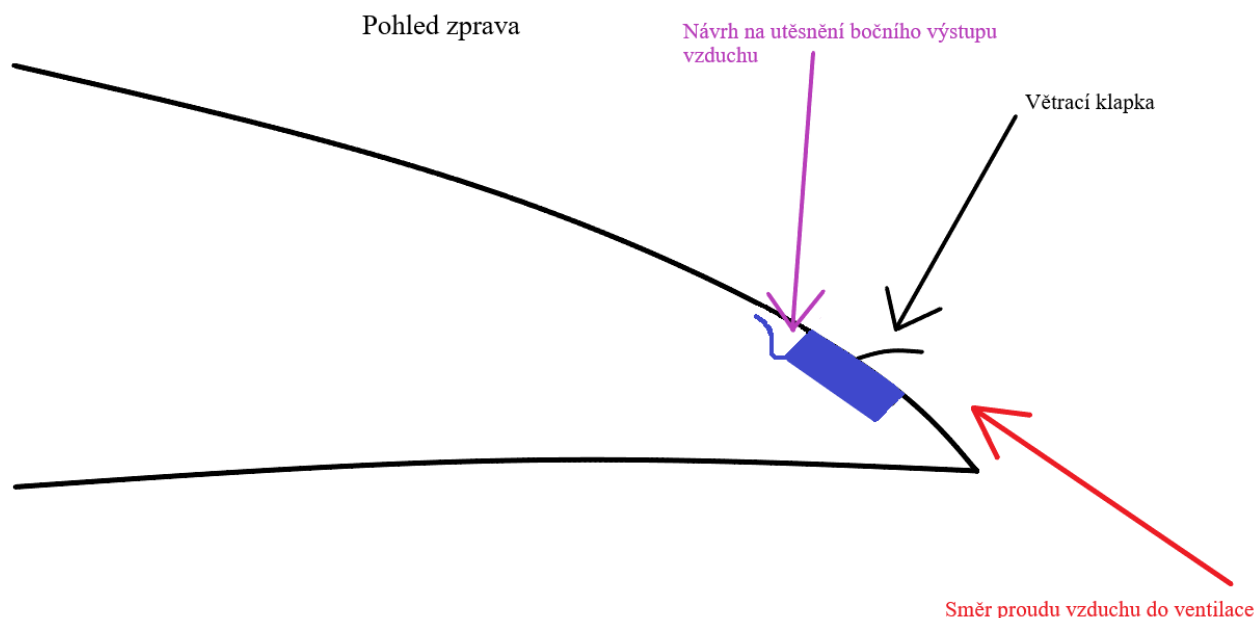 Pohled zprava
Návrh na utěsnění bočního výstupu
vzduchu
Větrací klapka
Směr proudu vzduchu do ventilace